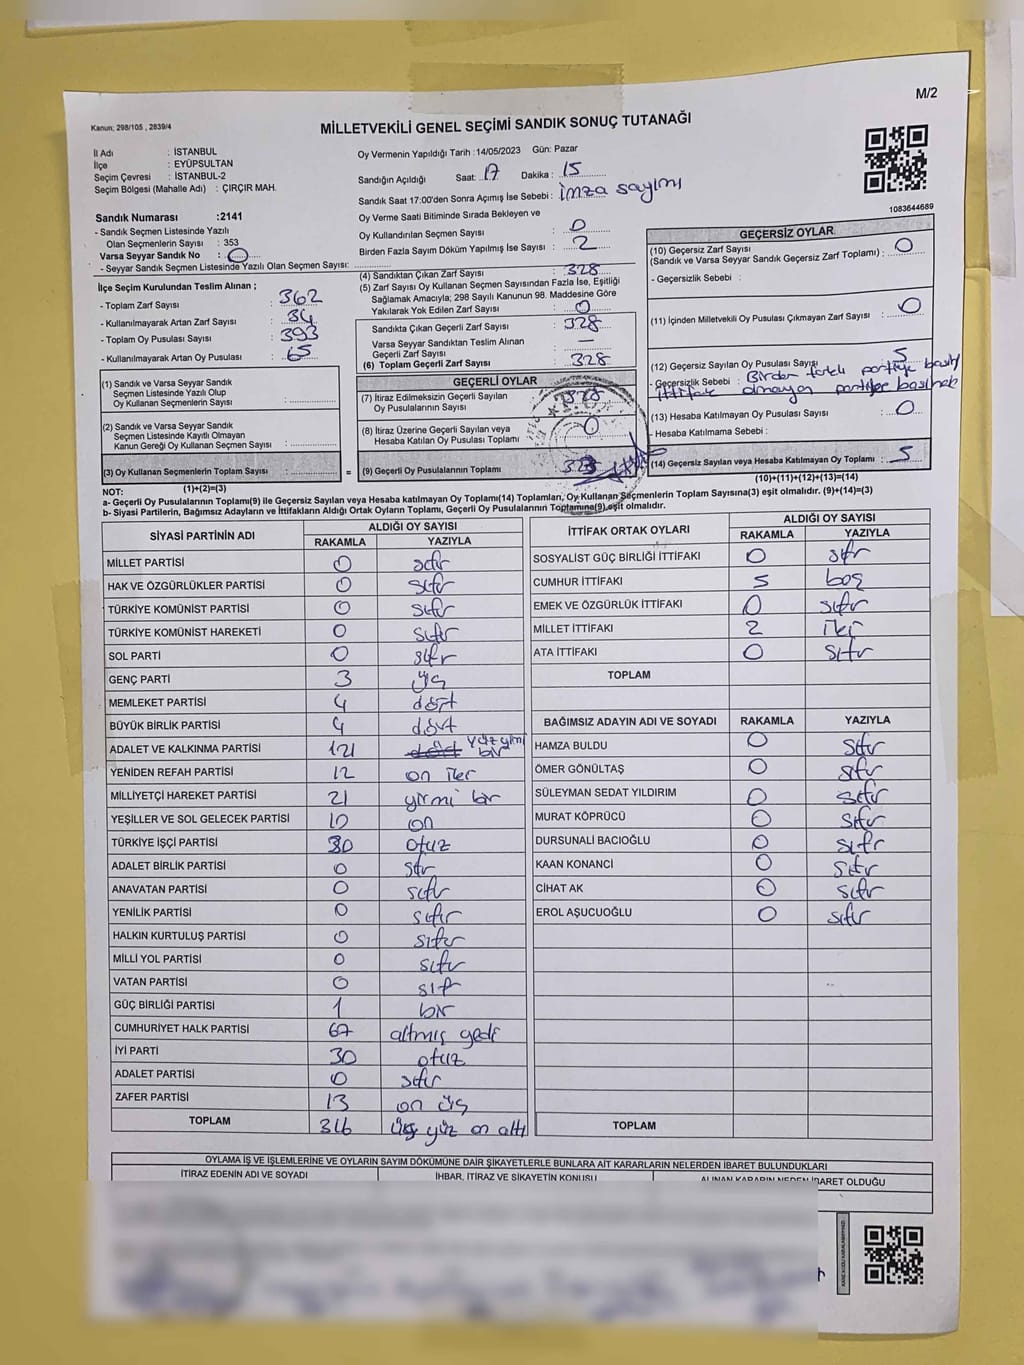 M/2
Kanun; 298/105 , 2839/4
MİLLETVEKİLİ GENEL SEÇİMİ SANDIK SONUÇ TUTANAĞI
İl Adı : İSTANBUL
İlçe : EYÜPSULTAN
Seçim Çevresi : İSTANBUL-2
Seçim Bölgesi (Mahalle Adı) : ÇIRÇIR MAH.
Sandık Numarası :2141
- Sandık Seçmen Listesinde Yazılı
Olan Seçmenlerin Sayısı : 353
Varsa Seyyar Sandık No : 0
- Seyyar Sandık Seçmen Listesinde Yazılı Olan Seçmen Sayısı:
İlçe Seçim Kurulundan Teslim Alınan ;
- Toplam Zarf Sayısı : 362
- Kullanılmayarak Artan Zarf Sayısı : 34
- Toplam Oy Pusulası : 393
- Kullanılmayarak Artan Oy Pusulası : 65
(1) Sandık ve Varsa Seyyar Sandık
Seçmen Listesinde Yazılı Olup
Oy Kullanan Seçmenlerin Sayısı :
(2) Sandık ve Varsa Seyyar Sandık
Seçmen Listesinde Kayıtlı Olmayan
Kanun Gereği Oy Kullanan Seçmen Sayısı :
(3) Oy Kullanan Seçmenlerin Toplam Sayısı :
(1)+(2)=(3)
Oy Vermenin Yapıldığı Tarih : 14/05/2023 Gün: Pazar
Sandığın Açıldığı Saat: 17 Dakika : 15
Sandık Saat 17:00'den Sonra Açımış İse Sebebi : imza sayımı
Oy Verme Saati Bitiminde Sırada Bekleyen ve
Oy Kullandırılan Seçmen Sayısı : 0
Birden Fazla Sayım Döküm Yapılmış İse Sayısı : 2
(4) Sandıktan Çıkan Zarf Sayısı : 328
(5) Zarf Sayısı Oy Kullanan Seçmen Sayısından Fazla İse, Eşitliği
Sağlamak Amacıyla; 298 Sayılı Kanunun 98. Maddesine Göre
Yakılarak Yok Edilen Zarf Sayısı : 0
Sandıkta Çıkan Geçerli Zarf Sayısı : 328
Varsa Seyyar Sandıktan Teslim Alınan
Geçerli Zarf Sayısı : —
(6) Toplam Geçerli Zarf Sayısı : 328
GEÇERLİ OYLAR
(7) İtiraz Edilmeksizin Geçerli Sayılan
Oy Pusulalarının Sayısı : 328
(8) İtiraz Üzerine Geçerli Sayılan veya
Hesaba Katılan Oy Pusulası Toplamı : 0
= (9) Geçerli Oy Pusulalarının Toplamı : 323
1083644689
GEÇERSİZ OYLAR
(10) Geçersiz Zarf Sayısı
(Sandık ve Varsa Seyyar Sandık Geçersiz Zarf Toplamı) : 0
- Geçersizlik Sebebi :
(11) İçinden Milletvekili Oy Pusulası Çıkmayan Zarf Sayısı : 0
(12) Geçersiz Sayılan Oy Pusulası Sayısı : 5
- Geçersizlik Sebebi : Birden fazla partiye basılı
ittifak olmayan partilere basılmak
(13) Hesaba Katılmayan Oy Pusulası Sayısı : 0
- Hesaba Katılmama Sebebi :
(14) Geçersiz Sayılan veya Hesaba Katılmayan Oy Toplamı : 5
(10)+(11)+(12)+(13)=(14)
NOT:
a- Geçerli Oy Pusulalarının Toplamı(9) ile Geçersiz Sayılan veya Hesaba katılmayan Oy Toplamı(14) Toplamları, Oy Kullanan Seçmenlerin Toplam Sayısına(3) eşit olmalıdır. (9)+(14)=(3)
b- Siyasi Partilerin, Bağımsız Adayların ve İttifakların Aldığı Ortak Oyların Toplamı, Geçerli Oy Pusulalarının Toplamına(9) eşit olmalıdır.
SİYASİ PARTİNİN ADI ALDIĞI OY SAYISI
RAKAMLA YAZIYLA
MİLLET PARTİSİ 0 sıfır
HAK VE ÖZGÜRLÜKLER PARTİSİ 0 sıfır
TÜRKİYE KOMÜNİST PARTİSİ 0 sıfır
TÜRKİYE KOMÜNİST HAREKETİ 0 sıfır
SOL PARTİ 0 sıfır
GENÇ PARTİ 3 üç
MEMLEKET PARTİSİ 4 dört
BÜYÜK BİRLİK PARTİSİ 4 dört
ADALET VE KALKINMA PARTİSİ 121 yüz yirmi bir
YENİDEN REFAH PARTİSİ 12 on iki
MİLLİYETÇİ HAREKET PARTİSİ 21 yirmi bir
YEŞİLLER VE SOL GELECEK PARTİSİ 10 on
TÜRKİYE İŞÇİ PARTİSİ 30 otuz
ADALET BİRLİK PARTİSİ 0 sıfır
ANAVATAN PARTİSİ 0 sıfır
YENİLİK PARTİSİ 0 sıfır
HALKIN KURTULUŞ PARTİSİ 0 sıfır
MİLLİ YOL PARTİSİ 0 sıfır
VATAN PARTİSİ 0 sıfır
GÜÇ BİRLİĞİ PARTİSİ 1 bir
CUMHURİYET HALK PARTİSİ 67 altmış yedi
İYİ PARTİ 30 otuz
ADALET PARTİSİ 0 sıfır
ZAFER PARTİSİ 13 on üç
TOPLAM 316 üç yüz on altı
İTTİFAK ORTAK OYLARI ALDIĞI OY SAYISI
RAKAMLA YAZIYLA
SOSYALİST GÜÇ BİRLİĞİ İTTİFAKI 0 sıfır
CUMHUR İTTİFAKI 5 beş
EMEK VE ÖZGÜRLÜK İTTİFAKI 0 sıfır
MİLLET İTTİFAKI 2 iki
ATA İTTİFAKI 0 sıfır
TOPLAM
BAĞIMSIZ ADAYIN ADI VE SOYADI RAKAMLA YAZIYLA
HAMZA BULDU 0 sıfır
ÖMER GÖNÜLTAŞ 0 sıfır
SÜLEYMAN SEDAT YILDIRIM 0 sıfır
MURAT KÖPRÜCÜ 0 sıfır
DURSUNALİ BACIOĞLU 0 sıfır
KAAN KONANCİ 0 sıfır
CİHAT AK 0 sıfır
EROL AŞUCUOĞLU 0 sıfır
TOPLAM
OYLAMA İŞ VE İŞLEMLERİNE VE OYLARIN SAYIM DÖKÜMÜNE DAİR ŞİKAYETLERLE BUNLARA AİT KARARLARIN NELERDEN İBARET BULUNDUKLARI
İTİRAZ EDENİN ADI VE SOYADI İHBAR, İTİRAZ VE ŞİKAYETİN KONUSU ALINAN KARARIN NEDEN İBARET OLDUĞU